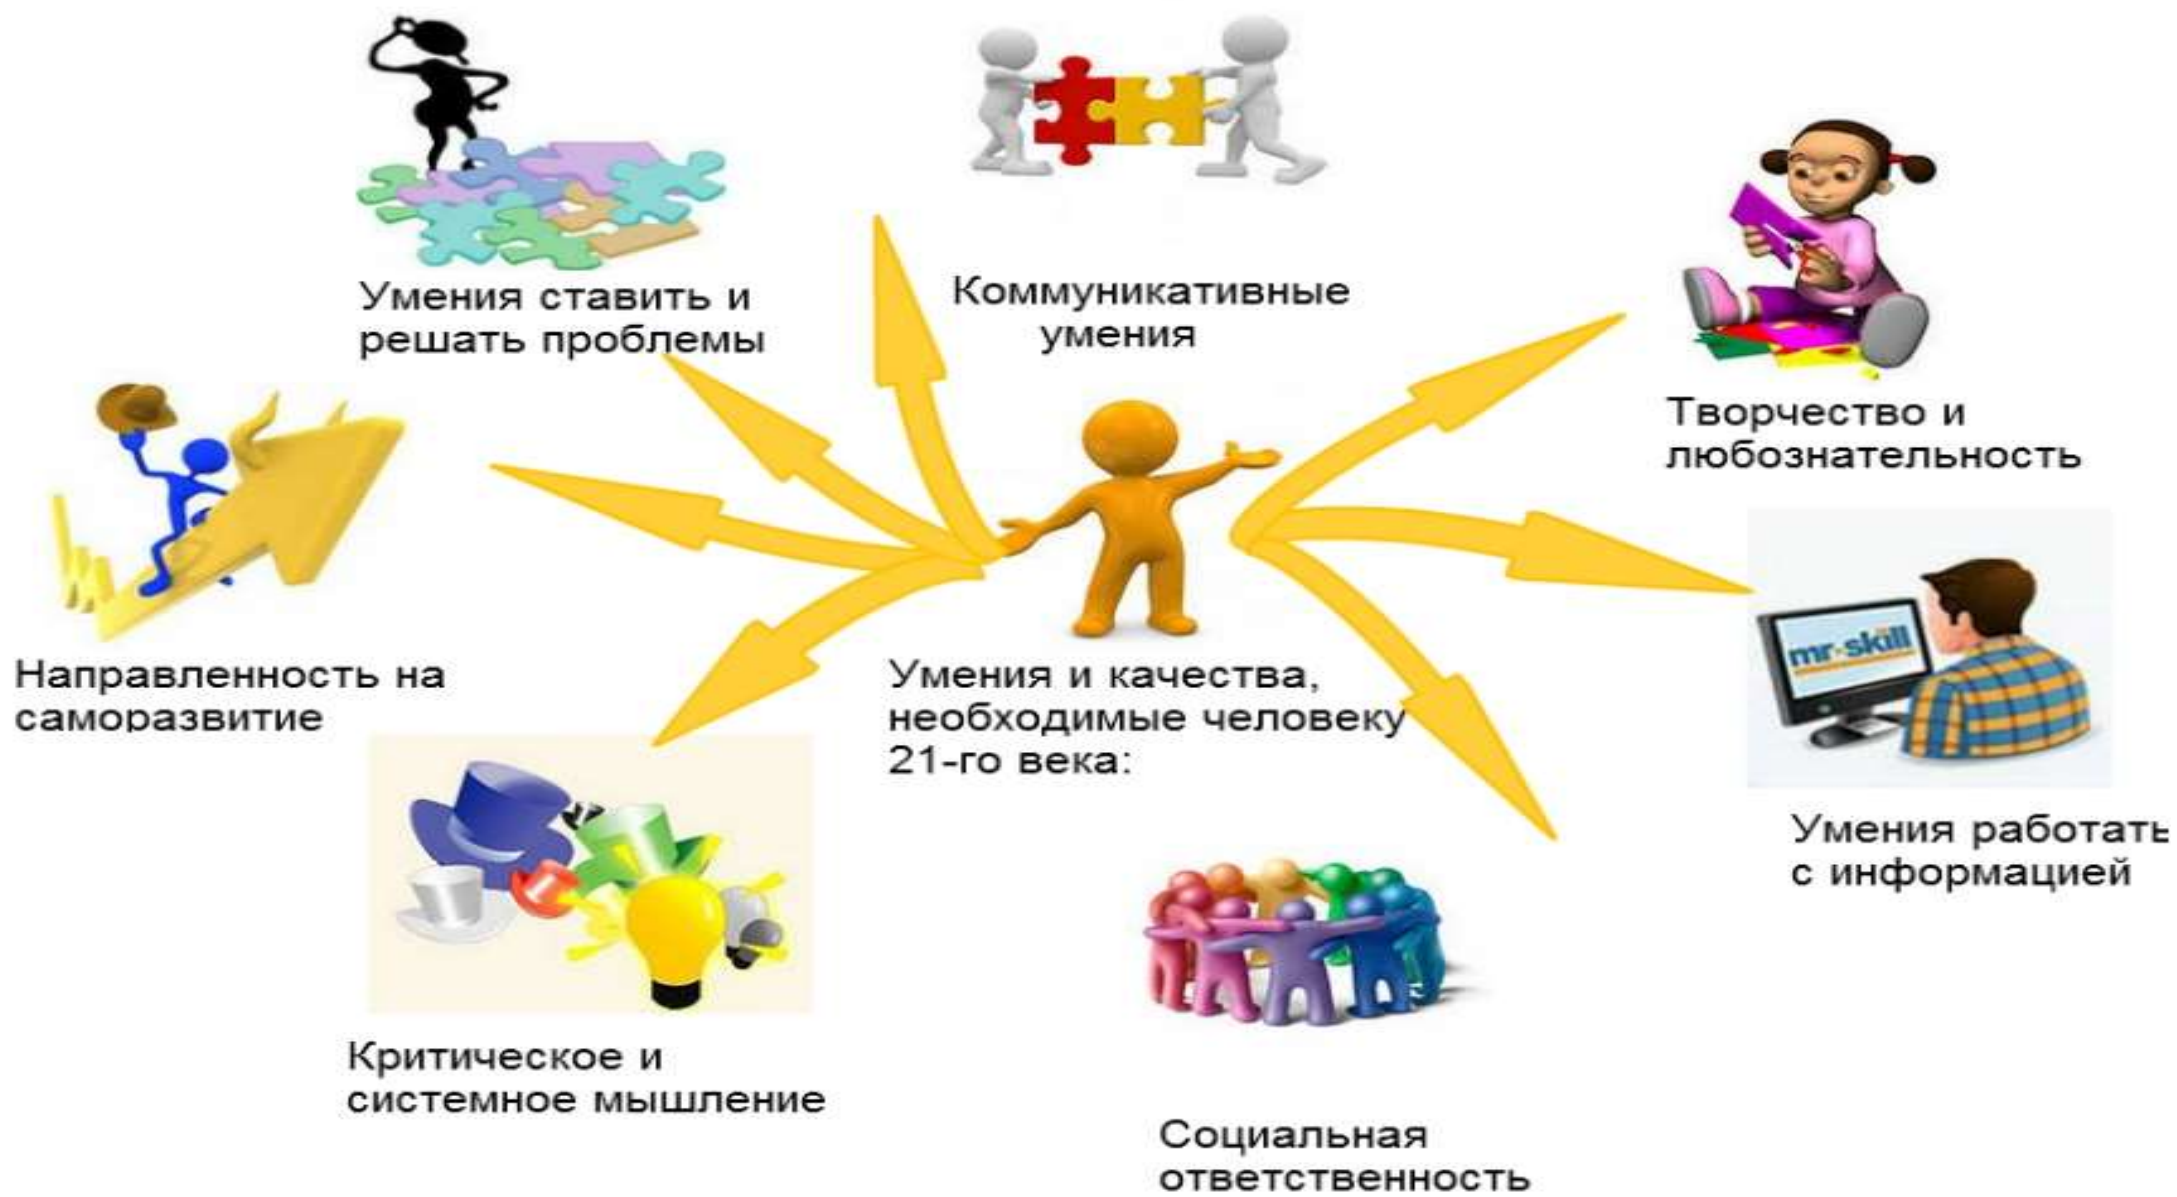 Умения ставить и
решать проблемы
Коммуникативные
умения
Творчество и
любознательность
Направленность на
саморазвитие
Умения и качества,
необходимые человеку
21-го века:
mr-skill
Умения работать
с информацией
Критическое и
системное мышление
Социальная
ответственность